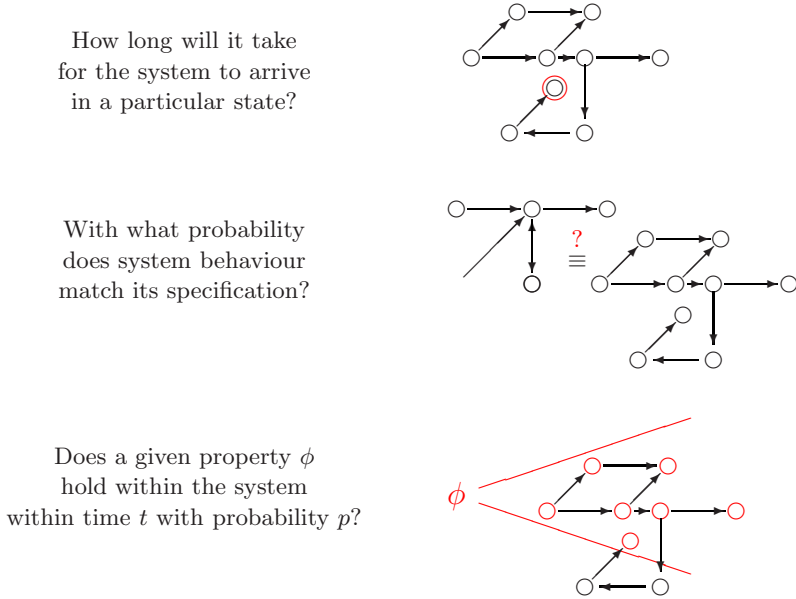 How long will it take
for the system to arrive
in a particular state?
With what probability
does system behaviour
match its specification?
?
≡
Does a given property ϕ
hold within the system
within time t with probability p?
ϕ